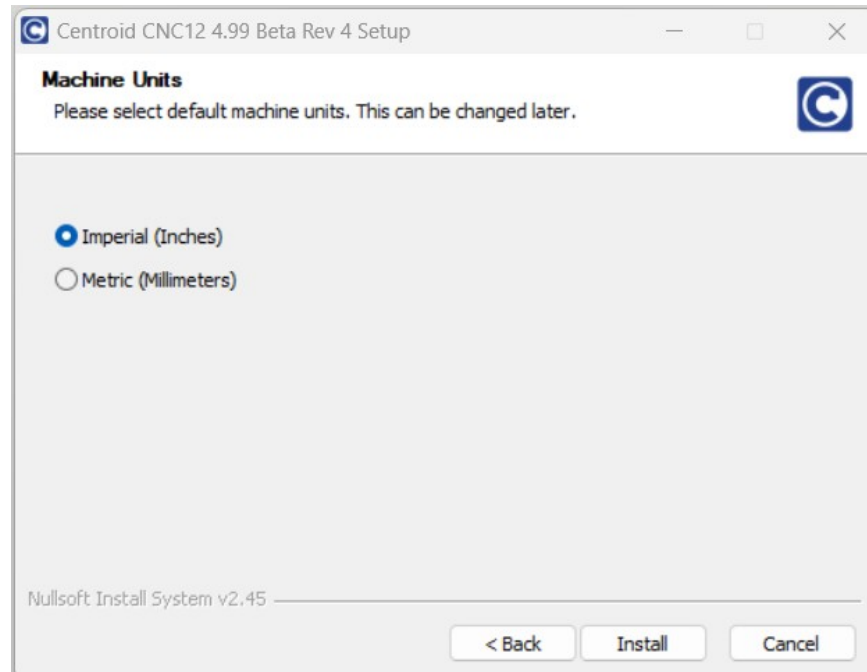 Centroid CNC12 4.99 Beta Rev 4 Setup
Machine Units
Please select default machine units. This can be changed later.
Imperial (Inches)
Metric (Millimeters)
Nullsoft Install System v2.45
< Back Install Cancel